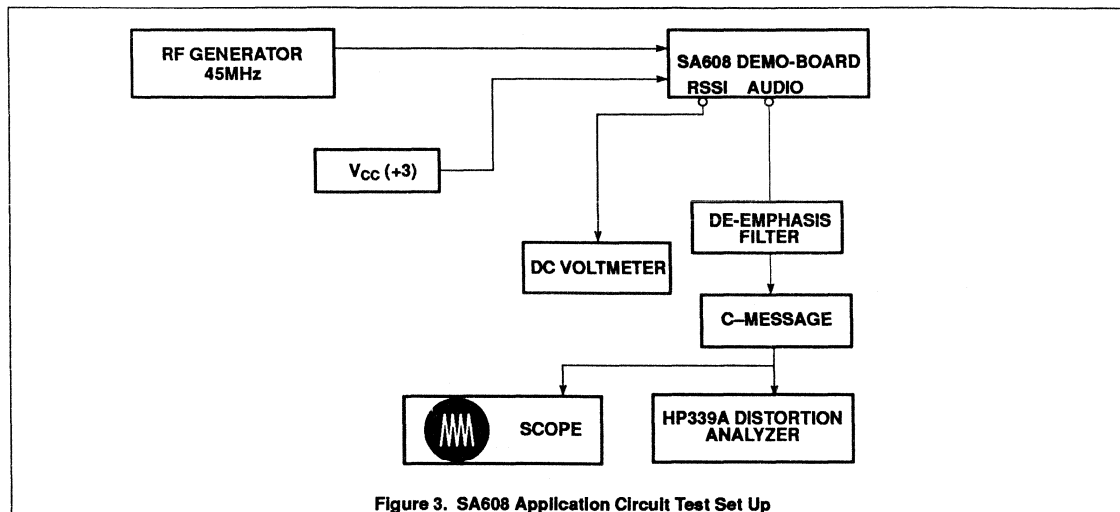 RF GENERATOR
45MHz
SA608 DEMO-BOARD
RSSI AUDIO
VCC (+3)
DE-EMPHASIS
FILTER
DC VOLTMETER
C–MESSAGE
SCOPE
HP339A DISTORTION
ANALYZER
Figure 3. SA608 Application Circuit Test Set Up